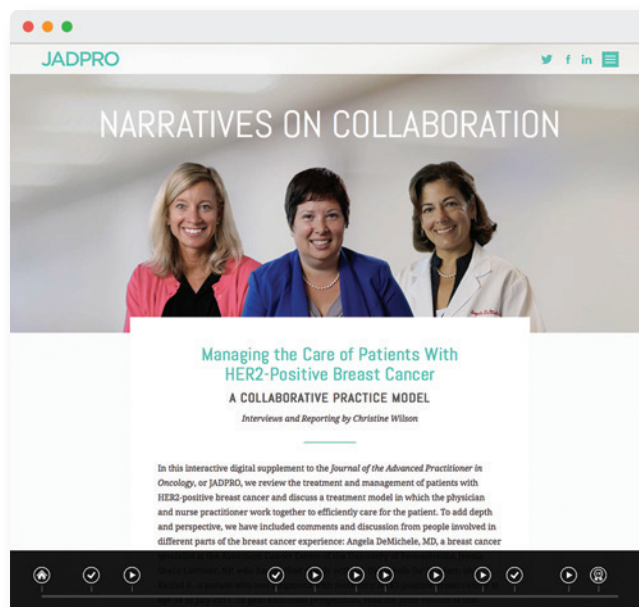 JADPRO
NARRATIVES ON COLLABORATION
Managing the Care of Patients With
HER2-Positive Breast Cancer
A COLLABORATIVE PRACTICE MODEL
Interviews and Reporting by Christine Wilson
In this interactive digital supplement to the Journal of the Advanced Practitioner in
Oncology, or JADPRO, we review the treatment and management of patients with
HER2-positive breast cancer and discuss a treatment model in which the physician
and nurse practitioner work together to efficiently care for the patient. To add depth
and perspective, we have included comments and discussion from people involved in
different parts of the breast cancer experience: Angela DeMichele, MD, a breast cancer